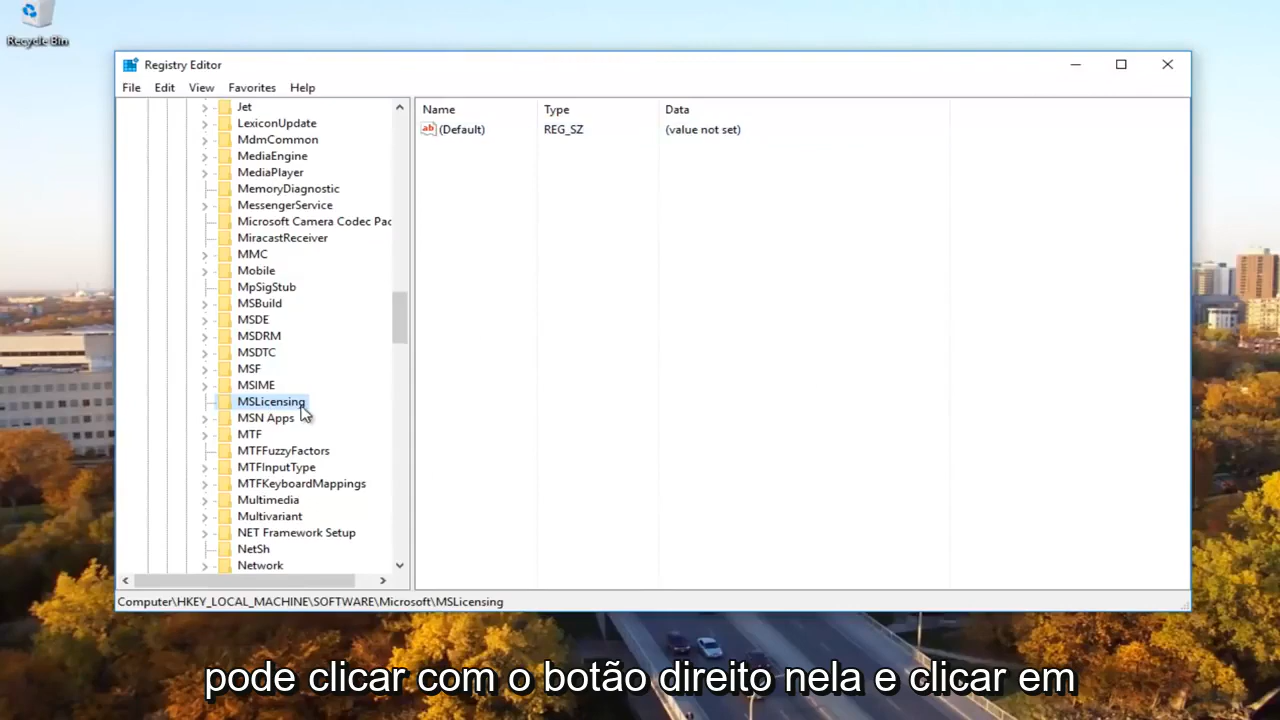 Recycle Bin
Registry Editor
File Edit View Favorites Help
Jet
LexiconUpdate
MdmCommon
MediaEngine
MediaPlayer
MemoryDiagnostic
MessengerService
Microsoft Camera Codec Pac
MiracastReceiver
MMC
Mobile
MpSigStub
MSBuild
MSDE
MSDRM
MSDTC
MSF
MSIME
MSLicensing
MSN Apps
MTF
MTFFuzzyFactors
MTFInputType
MTFKeyboardMappings
Multimedia
Multivariant
NET Framework Setup
NetSh
Network
Name Type Data
ab (Default) REG_SZ (value not set)
Computer\HKEY_LOCAL_MACHINE\SOFTWARE\Microsoft\MSLicensing
pode clicar com o botão direito nela e clicar em